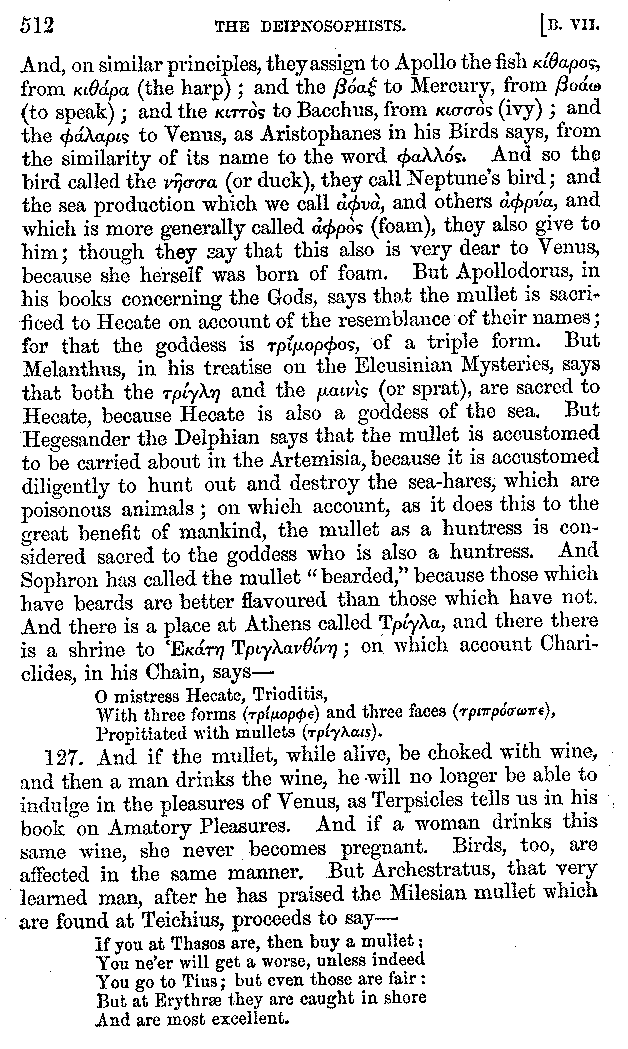 512 THE DEIPNOSOPHISTS. [B. VII.
And, on similar principles, they assign to Apollo the fish κίθαρος,
from κιθάρα (the harp) ; and the βόαξ to Mercury, from βοάω
(to speak) ; and the κιττὸς to Bacchus, from κισσὸς (ivy) ; and
the φάλαρις to Venus, as Aristophanes in his Birds says, from
the similarity of its name to the word φαλλός. And so the
bird called the νῆσσα (or duck), they call Neptune's bird ; and
the sea production which we call ἀφυὰ, and others ἀφρύα, and
which is more generally called ἀφρὸς (foam), they also give to
him ; though they say that this also is very dear to Venus,
because she herself was born of foam. But Apollodorus, in
his books concerning the Gods, says that the mullet is sacri-
ficed to Hecate on account of the resemblance of their names ;
for that the goddess is τρίμορφος, of a triple form. But
Melanthus, in his treatise on the Eleusinian Mysteries, says
that both the τρίγλη and the μαινὶς (or sprat), are sacred to
Hecate, because Hecate is also a goddess of the sea. But
Hegesander the Delphian says that the mullet is accustomed
to be carried about in the Artemisia, because it is accustomed
diligently to hunt out and destroy the sea-hares, which are
poisonous animals ; on which account, as it does this to the
great benefit of mankind, the mullet as a huntress is con-
sidered sacred to the goddess who is also a huntress. And
Sophron has called the mullet "bearded," because those which
have beards are better flavoured than those which have not.
And there is a place at Athens called Τρίγλα, and there there
is a shrine to Ἑκάτη Τριγλανθίνη ; on which account Chari-
clides, in his Chain, says—
O mistress Hecate, Trioditis,
With three forms (τρίμορφε) and three faces (τριπρόσωπε),
Propitiated with mullets (τρίγλαις).
127. And if the mullet, while alive, be choked with wine,
and then a man drinks the wine, he will no longer be able to
indulge in the pleasures of Venus, as Terpsicles tells us in his
book on Amatory Pleasures. And if a woman drinks this
same wine, she never becomes pregnant. Birds, too, are
affected in the same manner. But Archestratus, that very
learned man, after he has praised the Milesian mullet which
are found at Teichius, proceeds to say—
If you at Thasos are, then buy a mullet ;
You ne'er will get a worse, unless indeed
You go to Tius ; but even those are fair :
But at Erythræ they are caught in shore
And are most excellent.